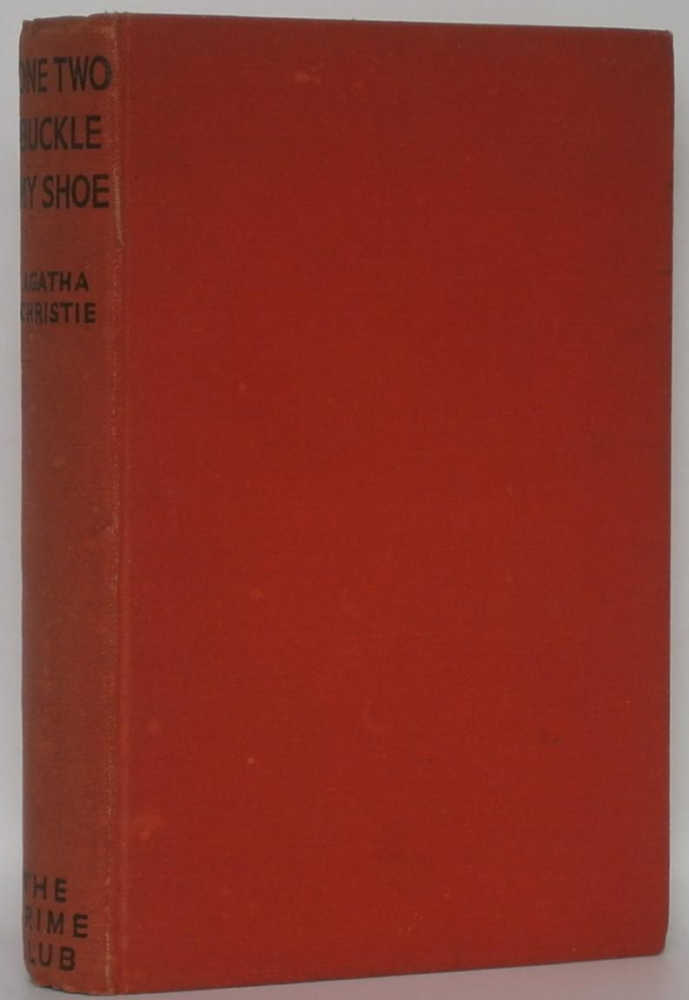 ONE TWO
BUCKLE
MY SHOE
AGATHA
CHRISTIE
THE
CRIME
CLUB